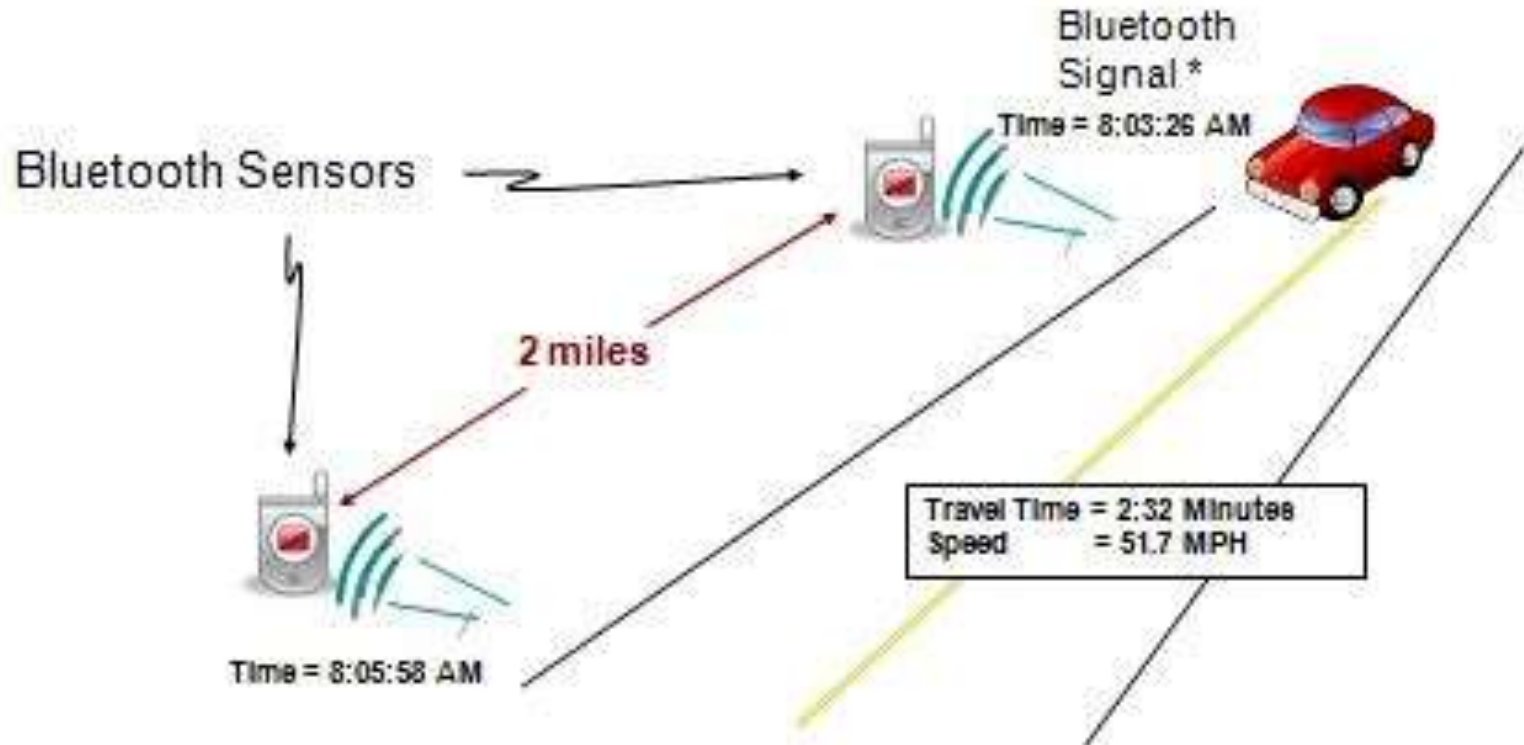 Bluetooth
Signal *
Time = 8:03:26 AM
Bluetooth Sensors
2 miles
Travel Time = 2:32 Minutes
Speed = 51.7 MPH
Time = 8:05:58 AM